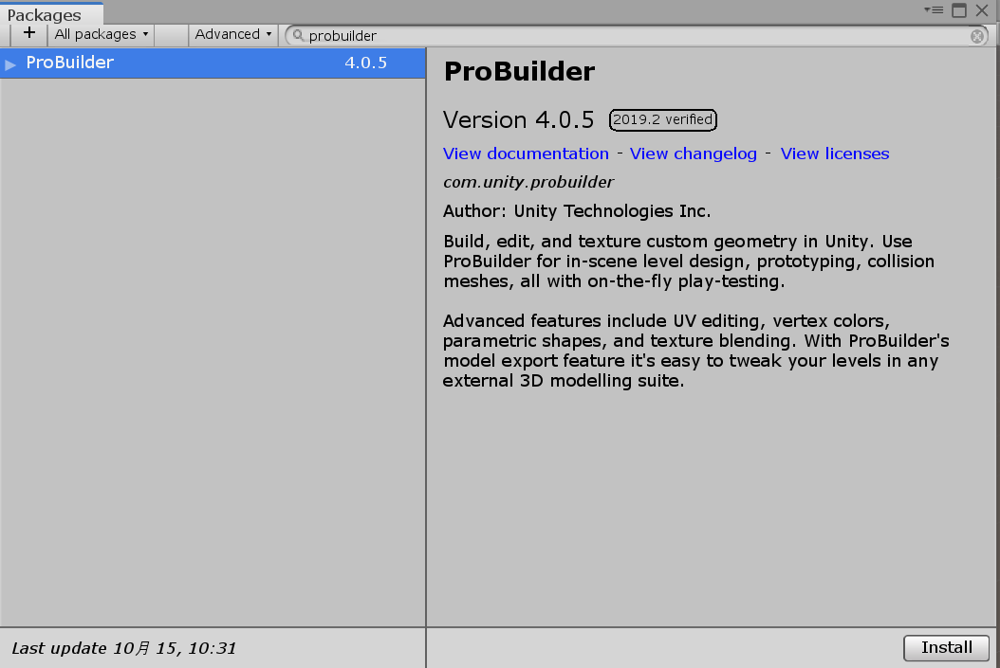 Packages
+ All packages Advanced probuilder
ProBuilder 4.0.5
ProBuilder
Version 4.0.5 2019.2 verified
View documentation - View changelog - View licenses
com.unity.probuilder
Author: Unity Technologies Inc.
Build, edit, and texture custom geometry in Unity. Use
ProBuilder for in-scene level design, prototyping, collision
meshes, all with on-the-fly play-testing.
Advanced features include UV editing, vertex colors,
parametric shapes, and texture blending. With ProBuilder's
model export feature it's easy to tweak your levels in any
external 3D modelling suite.
Last update 10月 15, 10:31
Install